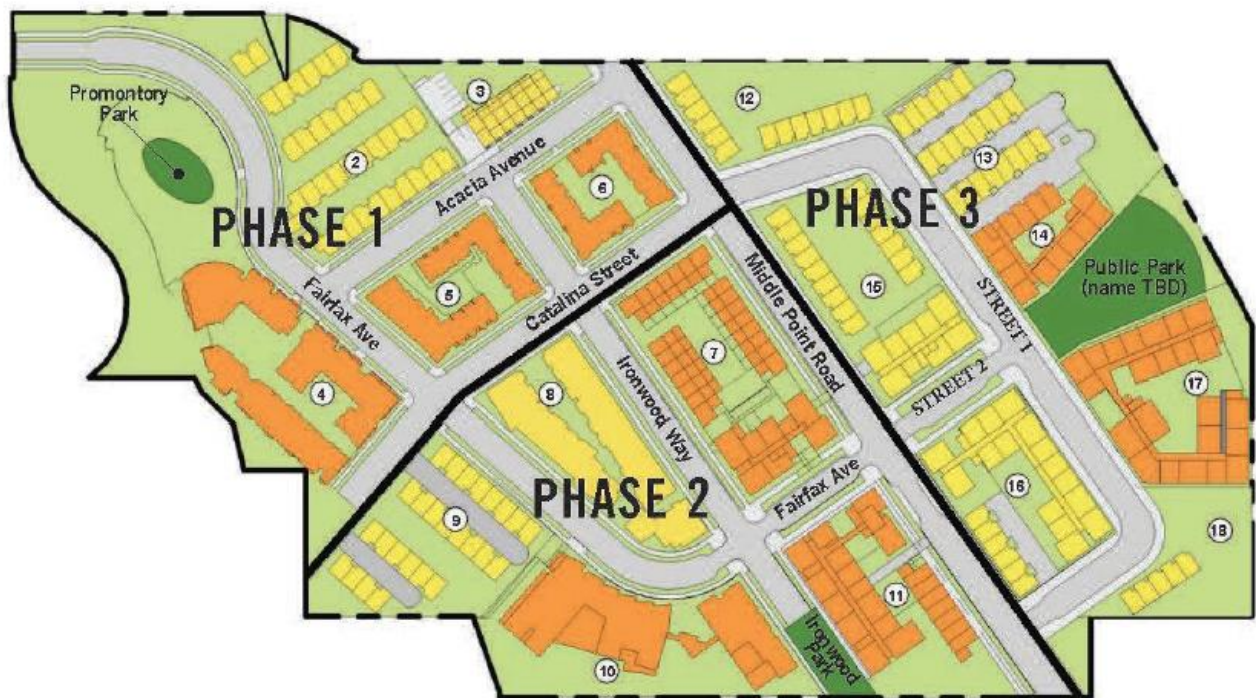 Promontory
Park
PHASE 1
2
3
Acacia Avenue
6
5
Catalina Street
Fairfax Ave
4
12
PHASE 3
13
14
Public Park
(name TBD)
15
STREET 1
STREET 2
17
16
18
Middle Point Road
7
8
Ironwood Way
PHASE 2
Fairfax Ave
9
10
11
Ironwood
Park